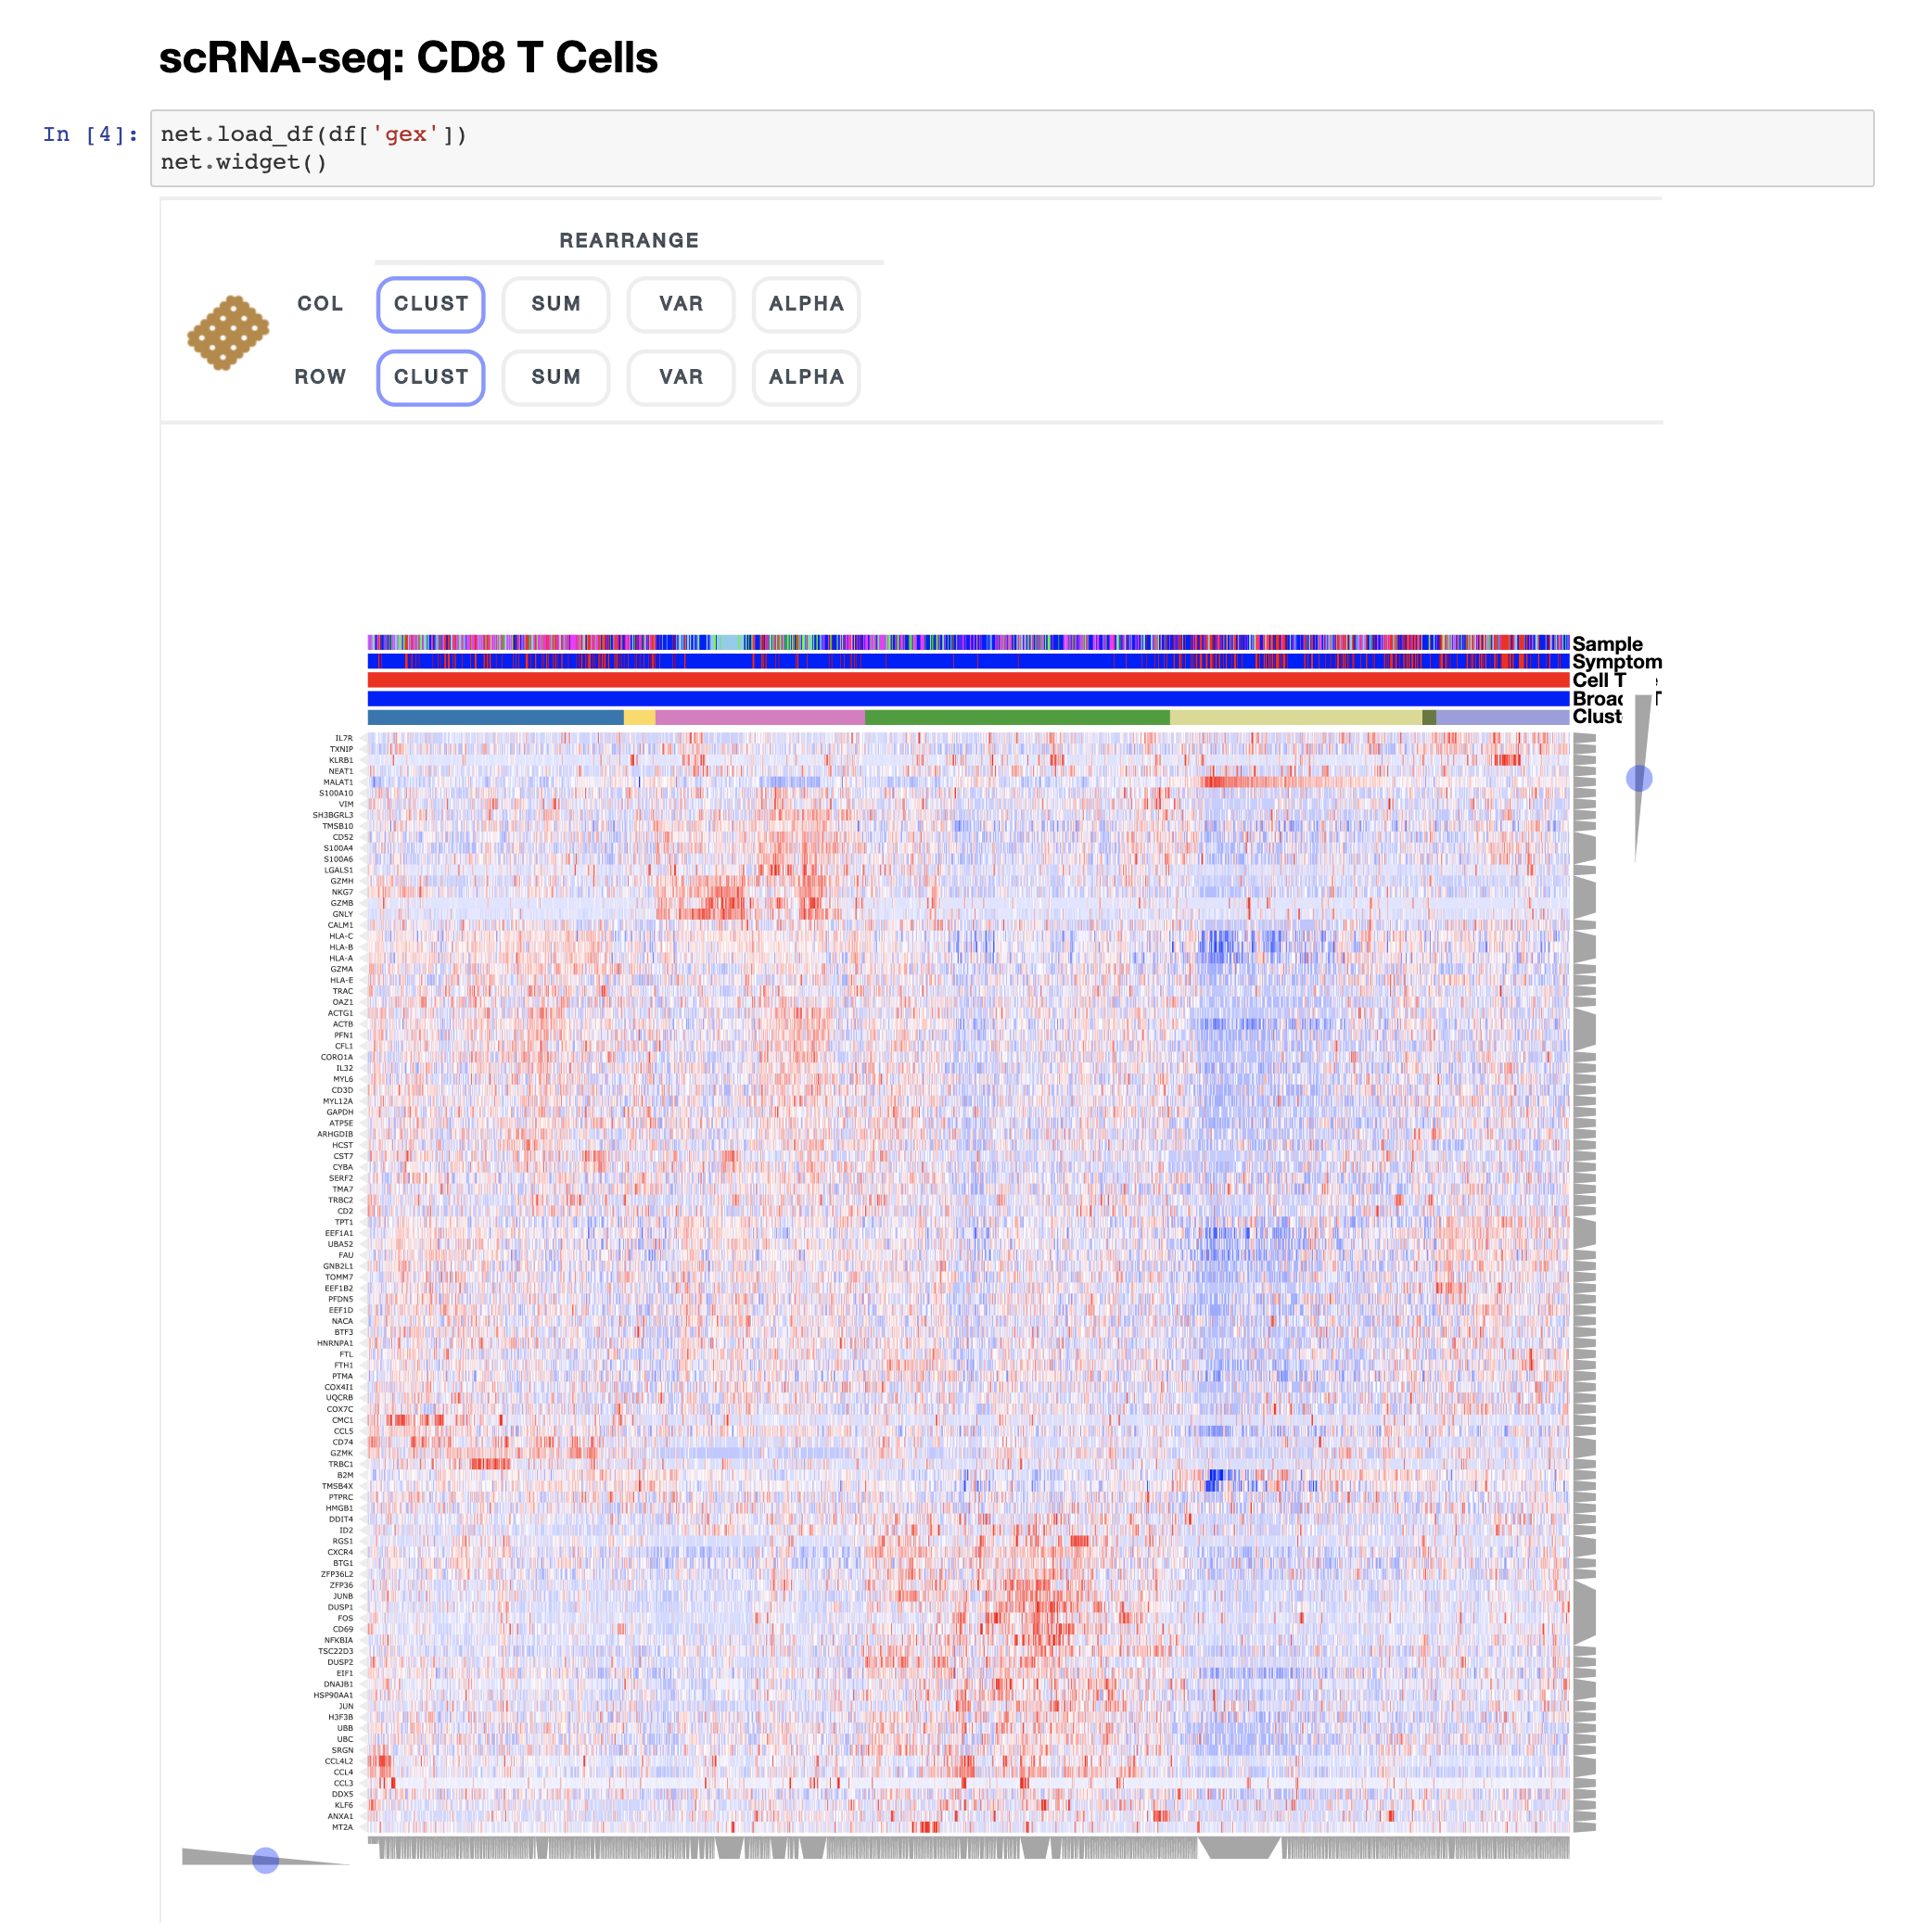 scRNA-seq: CD8 T Cells
In [4]:
net.load_df(df['gex'])
net.widget()
REARRANGE
COL CLUST SUM VAR ALPHA
ROW CLUST SUM VAR ALPHA
Sample
Symptom
Cell T
Broad T
Clust
IL7R
TXNIP
KLRB1
NEAT1
MALAT1
S100A10
VIM
SH3BGRL3
TMSB10
CD52
S100A4
S100A6
LGALS1
GZMH
NKG7
GZMB
GNLY
CALM1
HLA-C
HLA-B
HLA-A
GZMA
HLA-E
TRAC
OAZ1
ACTG1
ACTB
PFN1
CFL1
CORO1A
IL32
MYL6
CD3D
MYL12A
GAPDH
ATP5E
ARHGDIB
HCST
CST7
CYBA
SERF2
TMA7
TRBC2
CD2
TPT1
EEF1A1
UBA52
FAU
GNB2L1
TOMM7
EEF1B2
PFDN5
EEF1D
NACA
BTF3
HNRNPA1
FTL
FTH1
PTMA
COX4I1
UQCRB
COX7C
CMC1
CCL5
CD74
GZMK
TRBC1
B2M
TMSB4X
PTPRC
HMGB1
DDIT4
ID2
RGS1
CXCR4
BTG1
ZFP36L2
ZFP36
JUNB
DUSP1
FOS
CD69
NFKBIA
TSC22D3
DUSP2
EIF1
DNAJB1
HSP90AA1
JUN
H3F3B
UBB
UBC
SRGN
CCL4L2
CCL4
CCL3
DDX5
KLF6
ANXA1
MT2A